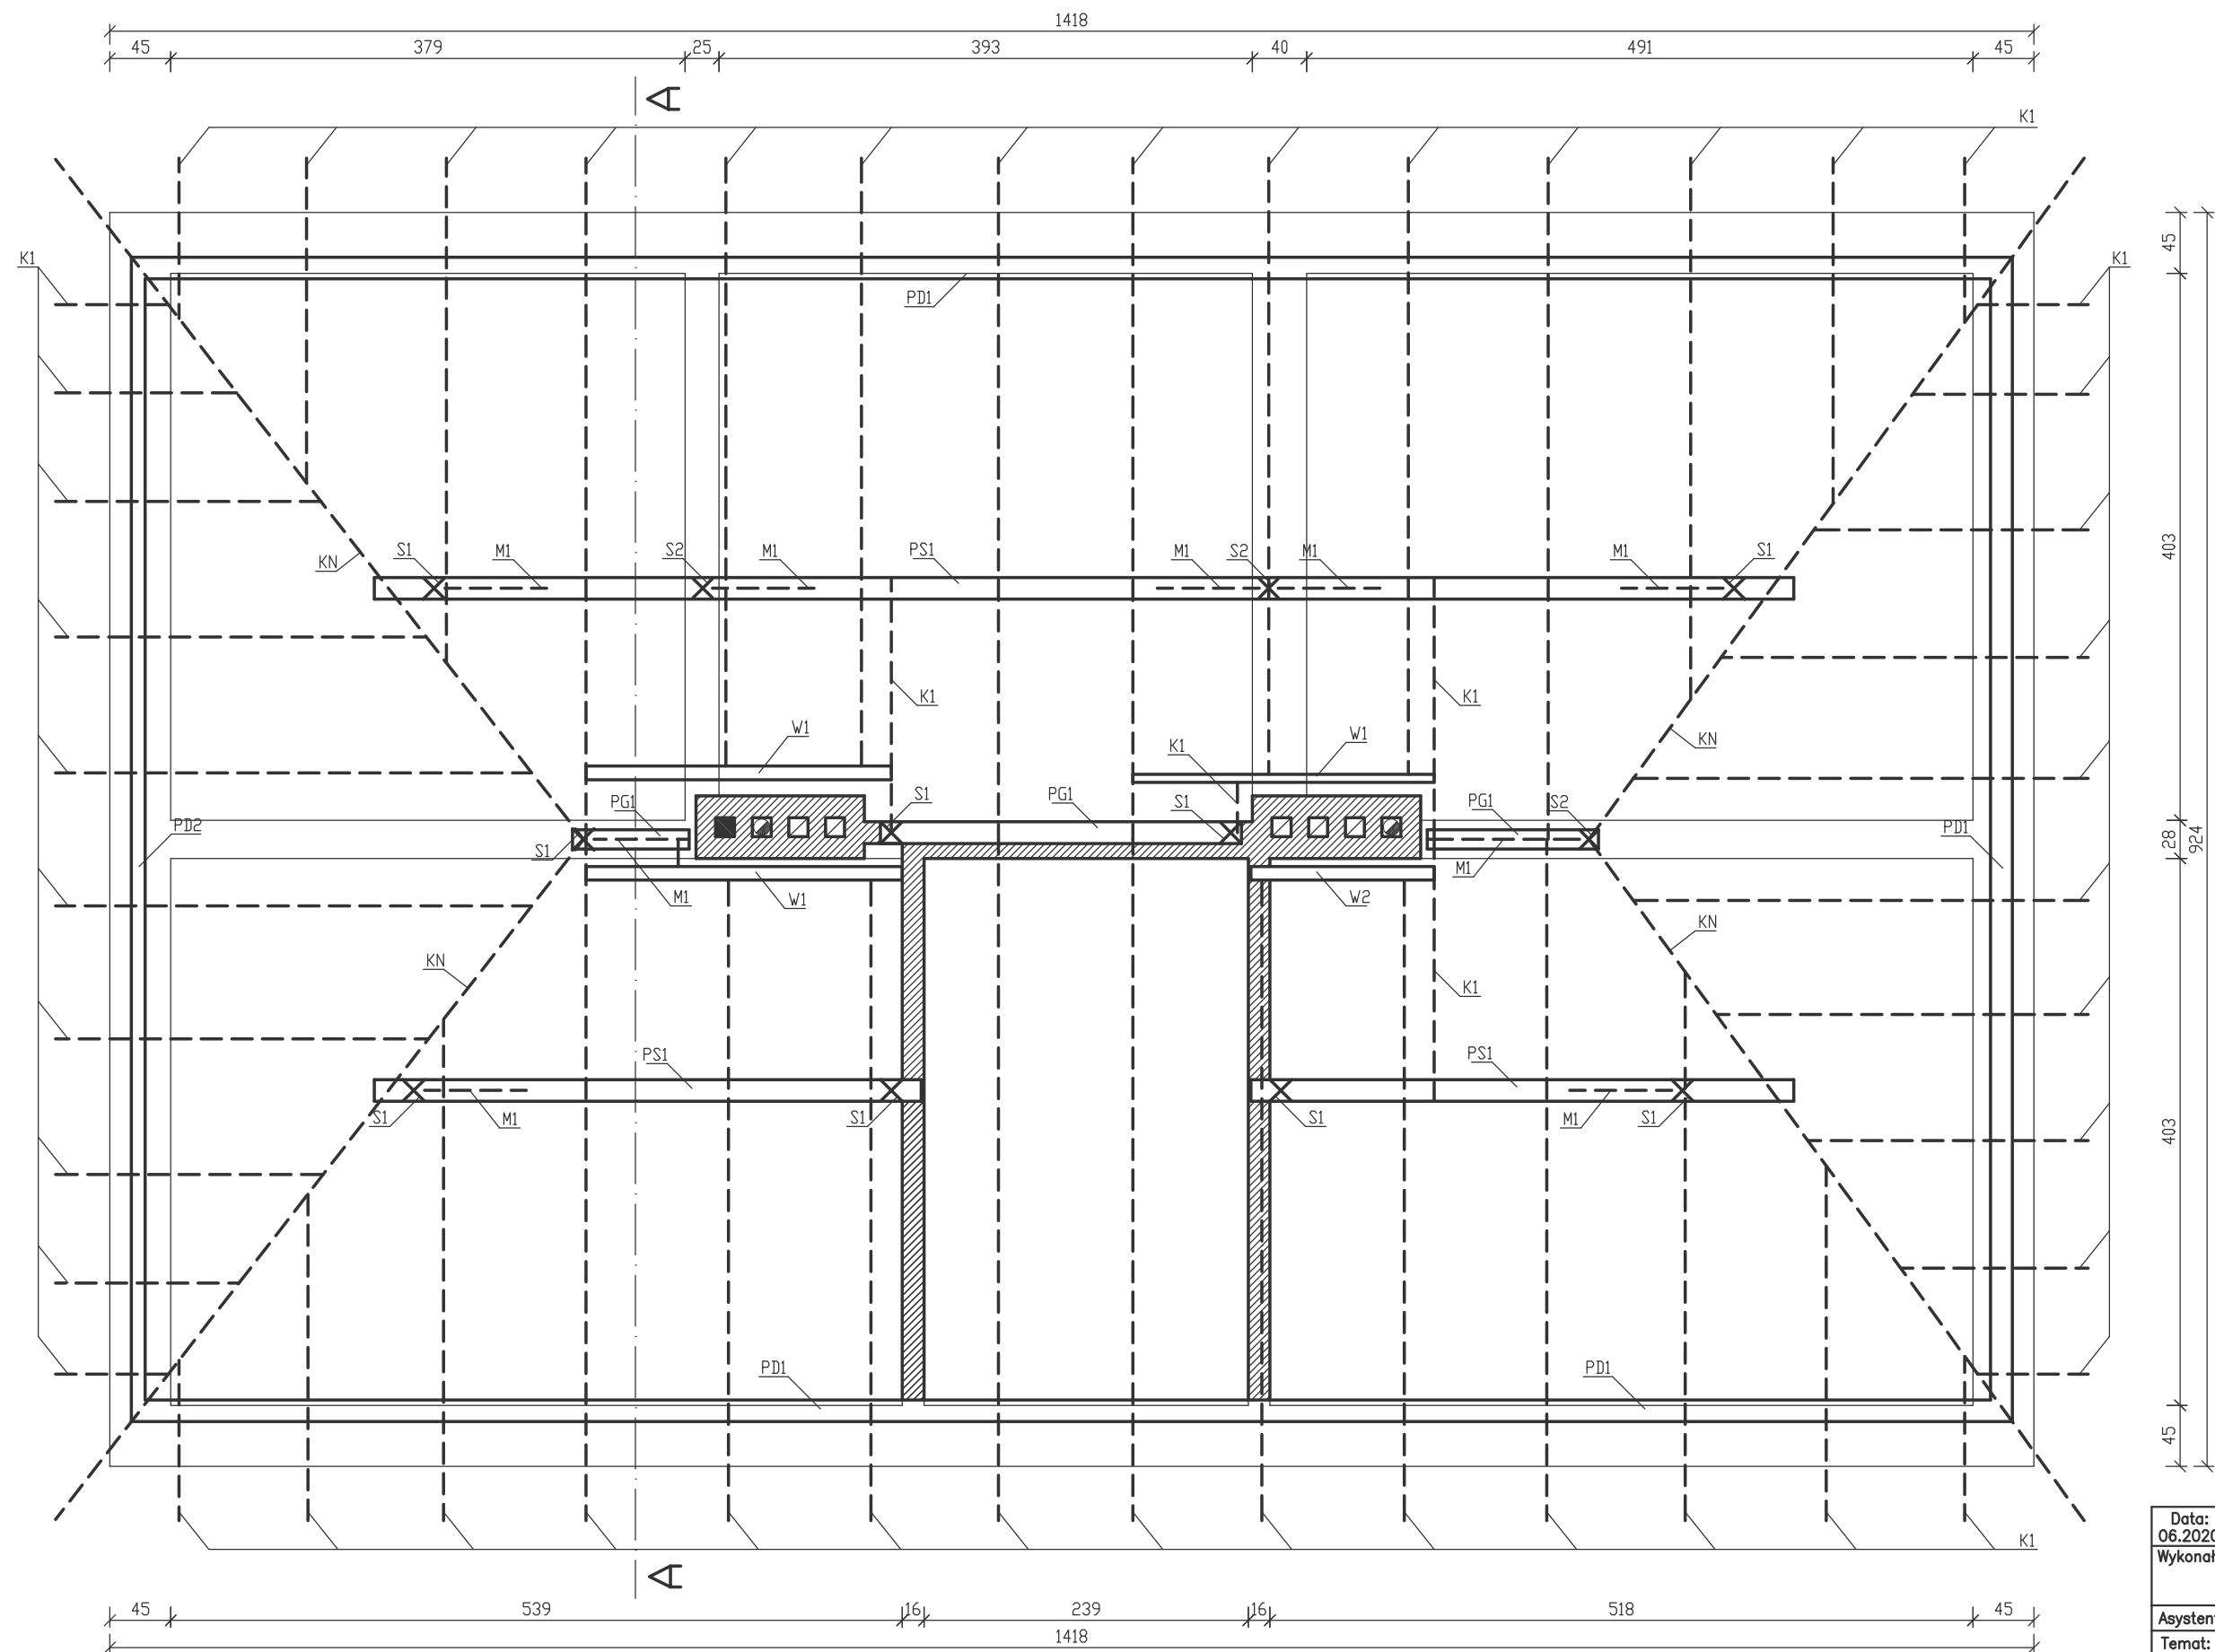 1418
45 379 25 393 40 491 45
A
K1
K1 K1
45
PD1
KN S1 M1 S2 M1 PS1 M1 S2 M1 M1 S1
403
K1 K1
W1 K1 W1 KN
PG1 S1 PG1 S1 PG1 S2
PD2 PD1
S1 28 924
M1 W1 W2 M1
KN KN
K1
PS1 PS1
S1 M1 S1 S1 M1 S1
403
PD1 PD1
45
K1
A
Data:
06.2020
Wykonał
45 539 16 239 16 518 45
Asystent
1418
Temat: